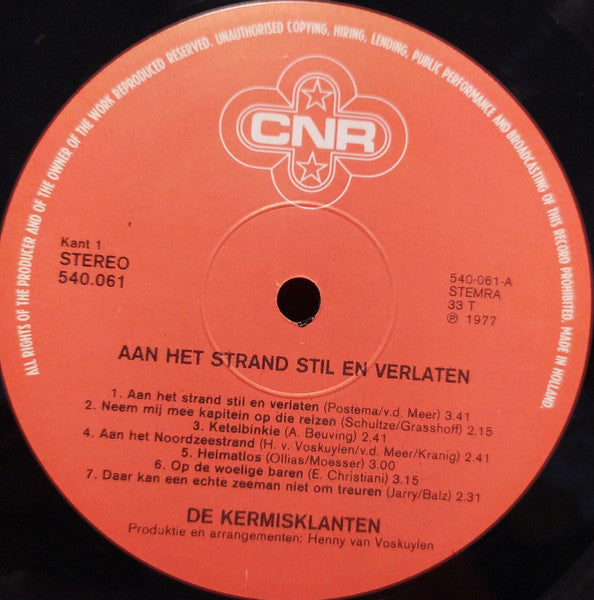 ALL RIGHTS OF THE PRODUCER AND OF THE OWNER OF THE WORK REPRODUCED RESERVED. UNAUTHORISED COPYING, HIRING, LENDING, PUBLIC PERFORMANCE AND BROADCASTING OF THIS RECORD PROHIBITED. MADE IN HOLLAND.
CNR
Kant 1
STEREO
540.061
540-061-A
STEMRA
33 T
℗ 1977
AAN HET STRAND STIL EN VERLATEN
1. Aan het strand stil en verlaten (Postema/v.d. Meer) 3.41
2. Neem mij mee kapitein op die reizen (Schultze/Grasshoff) 2.15
3. Ketelbinkie (A. Beuving) 2.41
4. Aan het Noordzeestrand (H. v. Voskuylen/v.d. Meer/Kranig) 2.41
5. Heimatlos (Ollias/Moesser) 3.00
6. Op de woelige baren (E. Christiani) 3.15
7. Daar kan een echte zeeman niet om treuren (Jarry/Balz) 2.31
DE KERMISKLANTEN
Produktie en arrangementen: Henny van Voskuylen